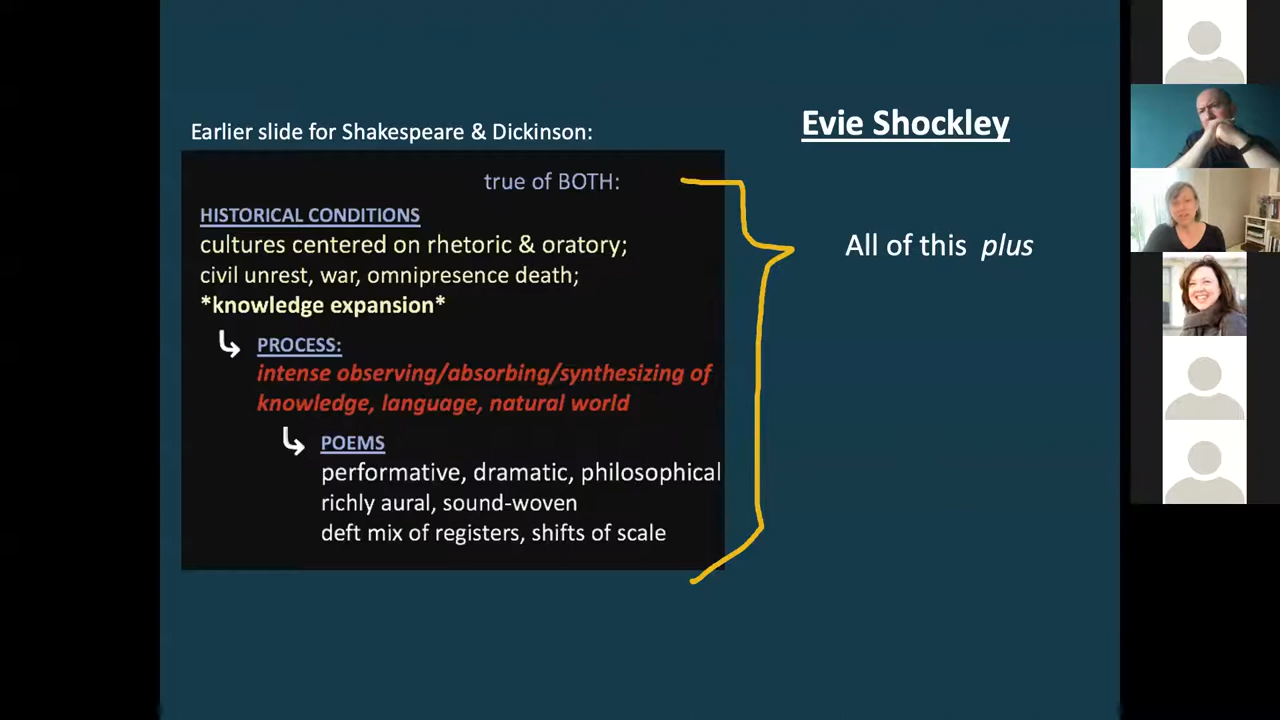 Earlier slide for Shakespeare & Dickinson:
true of BOTH:
HISTORICAL CONDITIONS
cultures centered on rhetoric & oratory;
civil unrest, war, omnipresence death;
*knowledge expansion*
PROCESS:
intense observing/absorbing/synthesizing of
knowledge, language, natural world
POEMS
performative, dramatic, philosophical
richly aural, sound-woven
deft mix of registers, shifts of scale
Evie Shockley
All of this plus